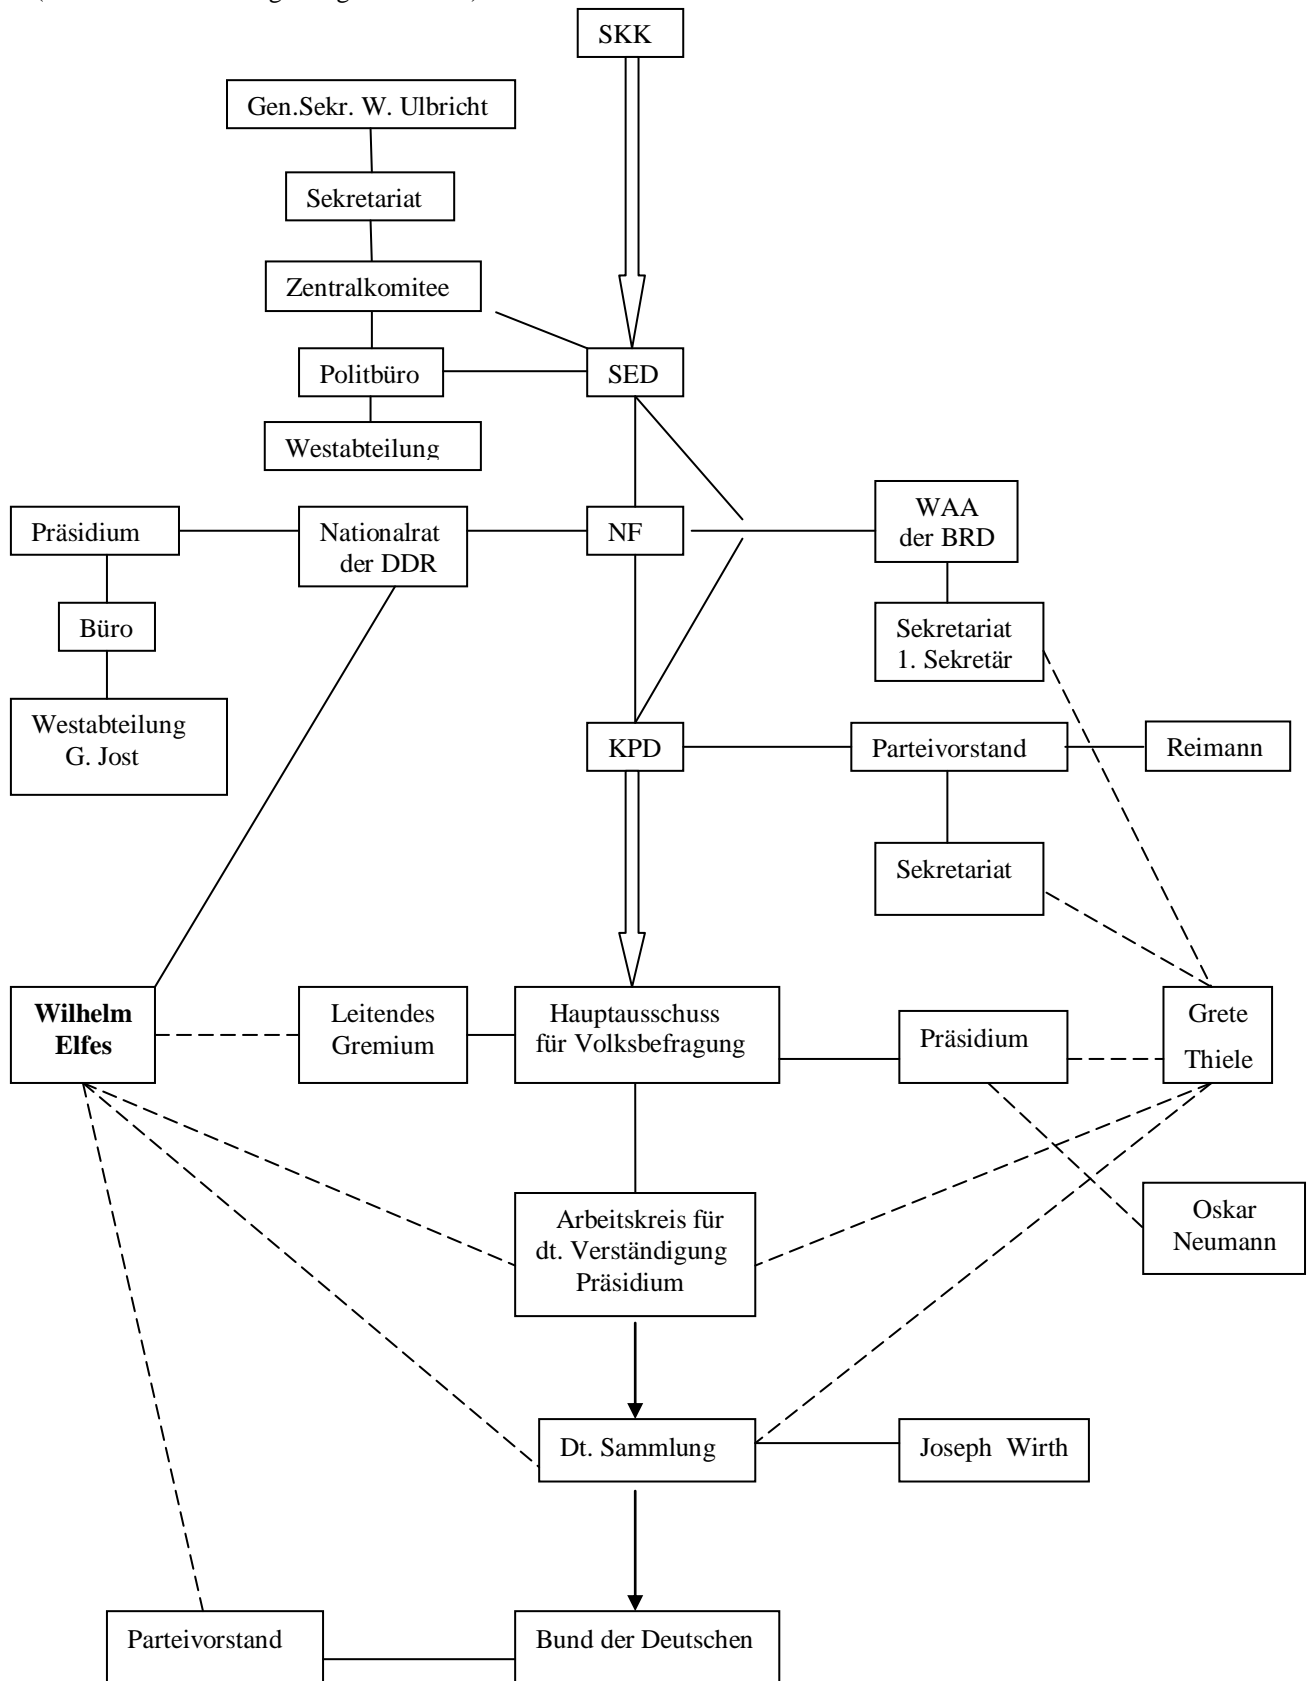 SKK
Gen.Sekr. W. Ulbricht
Sekretariat
Zentralkomitee
Politbüro
SED
Westabteilung
Präsidium
Nationalrat
der DDR
NF
WAA
der BRD
Büro
Sekretariat
1. Sekretär
Westabteilung
G. Jost
KPD
Parteivorstand
Reimann
Sekretariat
Wilhelm
Elfes
Leitendes
Gremium
Hauptausschuss
für Volksbefragung
Präsidium
Grete
Thiele
Arbeitskreis für
dt. Verständigung
Präsidium
Oskar
Neumann
Dt. Sammlung
Joseph Wirth
Parteivorstand
Bund der Deutschen